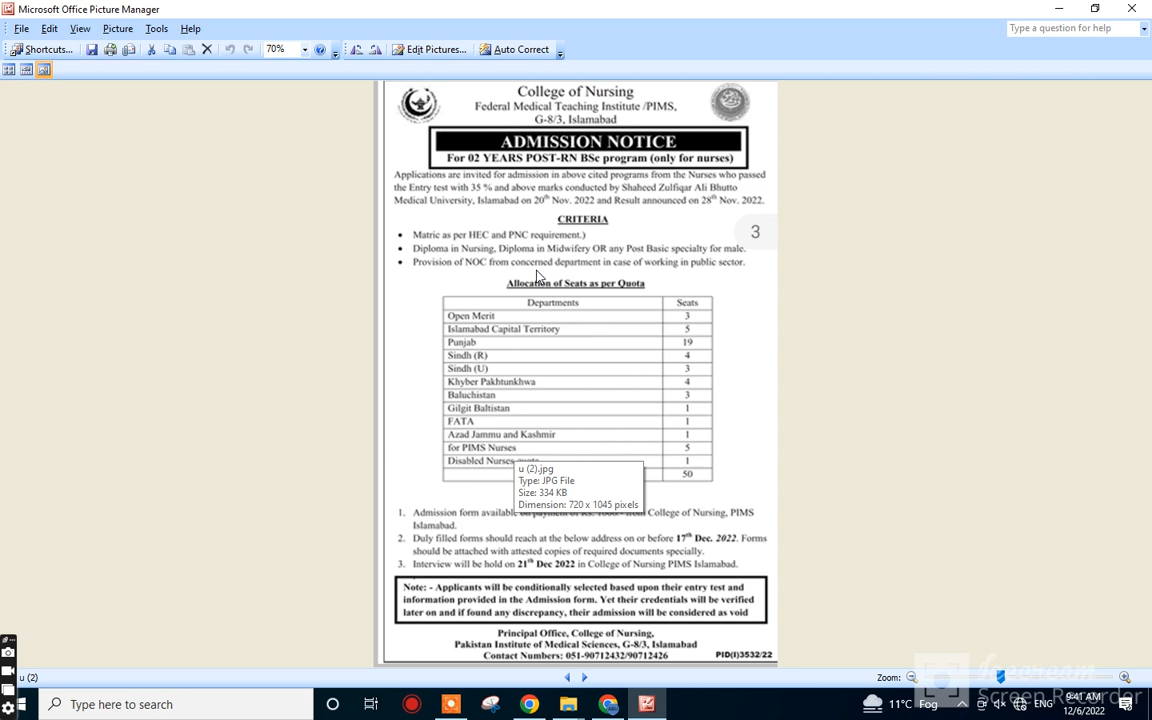 Microsoft Office Picture Manager
File Edit View Picture Tools Help
Type a question for help
Shortcuts... 70% Edit Pictures... Auto Correct
College of Nursing
Federal Medical Teaching Institute /PIMS,
G-8/3, Islamabad
ADMISSION NOTICE
For 02 YEARS POST-RN BSc program (only for nurses)
Applications are invited for admission in above cited programs from the Nurses who passed
the Entry test with 35 % and above marks conducted by Shaheed Zulfiqar Ali Bhutto
Medical University, Islamabad on 20th Nov. 2022 and Result announced on 28th Nov. 2022.
CRITERIA
3
• Matric as per HEC and PNC requirement.)
• Diploma in Nursing, Diploma in Midwifery OR any Post Basic specialty for male.
• Provision of NOC from concerned department in case of working in public sector.
Allocation of Seats as per Quota
Departments Seats
Open Merit 3
Islamabad Capital Territory 5
Punjab 19
Sindh (R) 4
Sindh (U) 3
Khyber Pakhtunkhwa 4
Baluchistan 3
Gilgit Baltistan 1
FATA 1
Azad Jammu and Kashmir 1
for PIMS Nurses 5
Disabled Nurses 1
50
u (2).jpg
Type: JPG File
Size: 334 KB
Dimension: 720 x 1045 pixels
1. Admission form available College of Nursing, PIMS
Islamabad.
2. Duly filled forms should reach at the below address on or before 17th Dec. 2022. Forms
should be attached with attested copies of required documents specially.
3. Interview will be hold on 21th Dec 2022 in College of Nursing PIMS Islamabad.
Note: - Applicants will be conditionally selected based upon their entry test and
information provided in the Admission form. Yet their credentials will be verified
later on and if found any discrepancy, their admission will be considered as void
Principal Office, College of Nursing,
Pakistan Institute of Medical Sciences, G-8/3, Islamabad
Contact Numbers: 051-90712432/90712426
PID(I)3532/22
u (2)
Zoom:
Icecream
Screen Recorder
Type here to search
11°C Fog
ENG
9:41 AM
12/6/2022